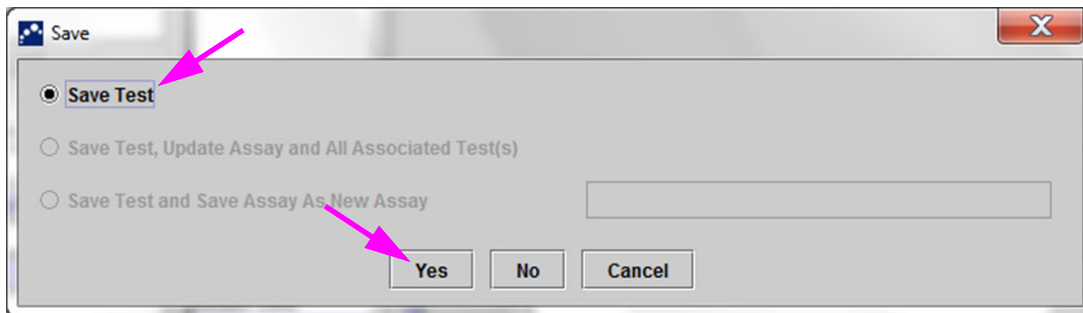 Save
Save Test
Save Test, Update Assay and All Associated Test(s)
Save Test and Save Assay As New Assay
Yes No Cancel